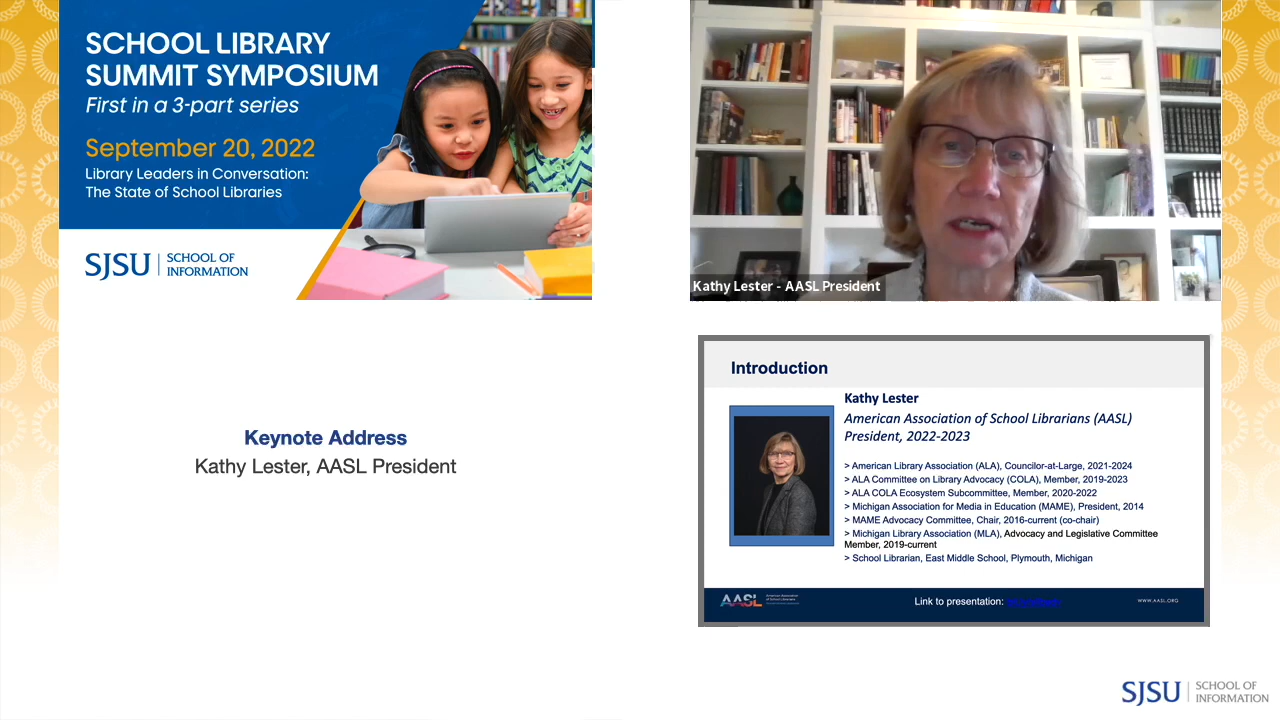 SCHOOL LIBRARY
SUMMIT SYMPOSIUM
First in a 3-part series
September 20, 2022
Library Leaders in Conversation:
The State of School Libraries
SJSU | SCHOOL OF
INFORMATION
Kathy Lester - AASL President
Keynote Address
Kathy Lester, AASL President
Introduction
Kathy Lester
American Association of School Librarians (AASL)
President, 2022-2023
> American Library Association (ALA), Councilor-at-Large, 2021-2024
> ALA Committee on Library Advocacy (COLA), Member, 2019-2023
> ALA COLA Ecosystem Subcommittee, Member, 2020-2022
> Michigan Association for Media in Education (MAME), President, 2014
> MAME Advocacy Committee, Chair, 2016-current (co-chair)
> Michigan Library Association (MLA), Advocacy and Legislative Committee
Member, 2019-current
> School Librarian, East Middle School, Plymouth, Michigan
AASL
American Association
of School Librarians
Link to presentation:
WWW.AASL.ORG
SJSU | SCHOOL OF
INFORMATION